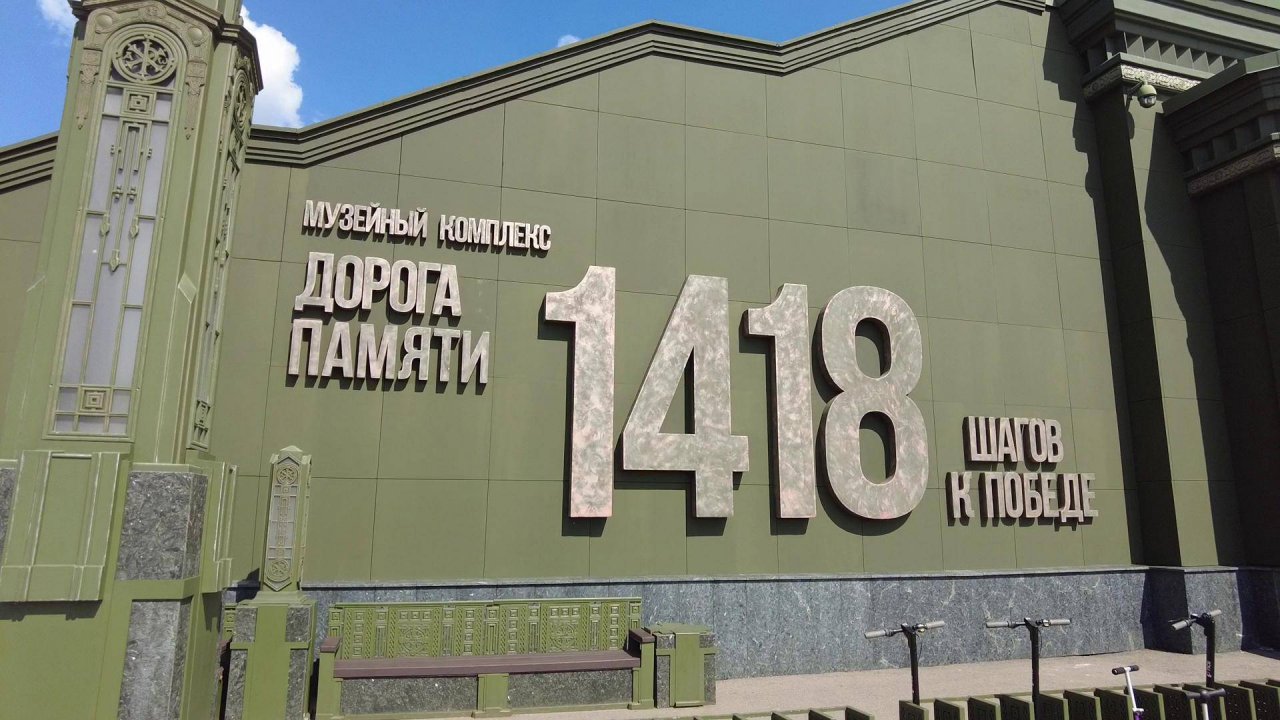 МУЗЕЙНЫЙ КОМПЛЕКС
ДОРОГА
ПАМЯТИ
1418
ШАГОВ
К ПОБЕДЕ